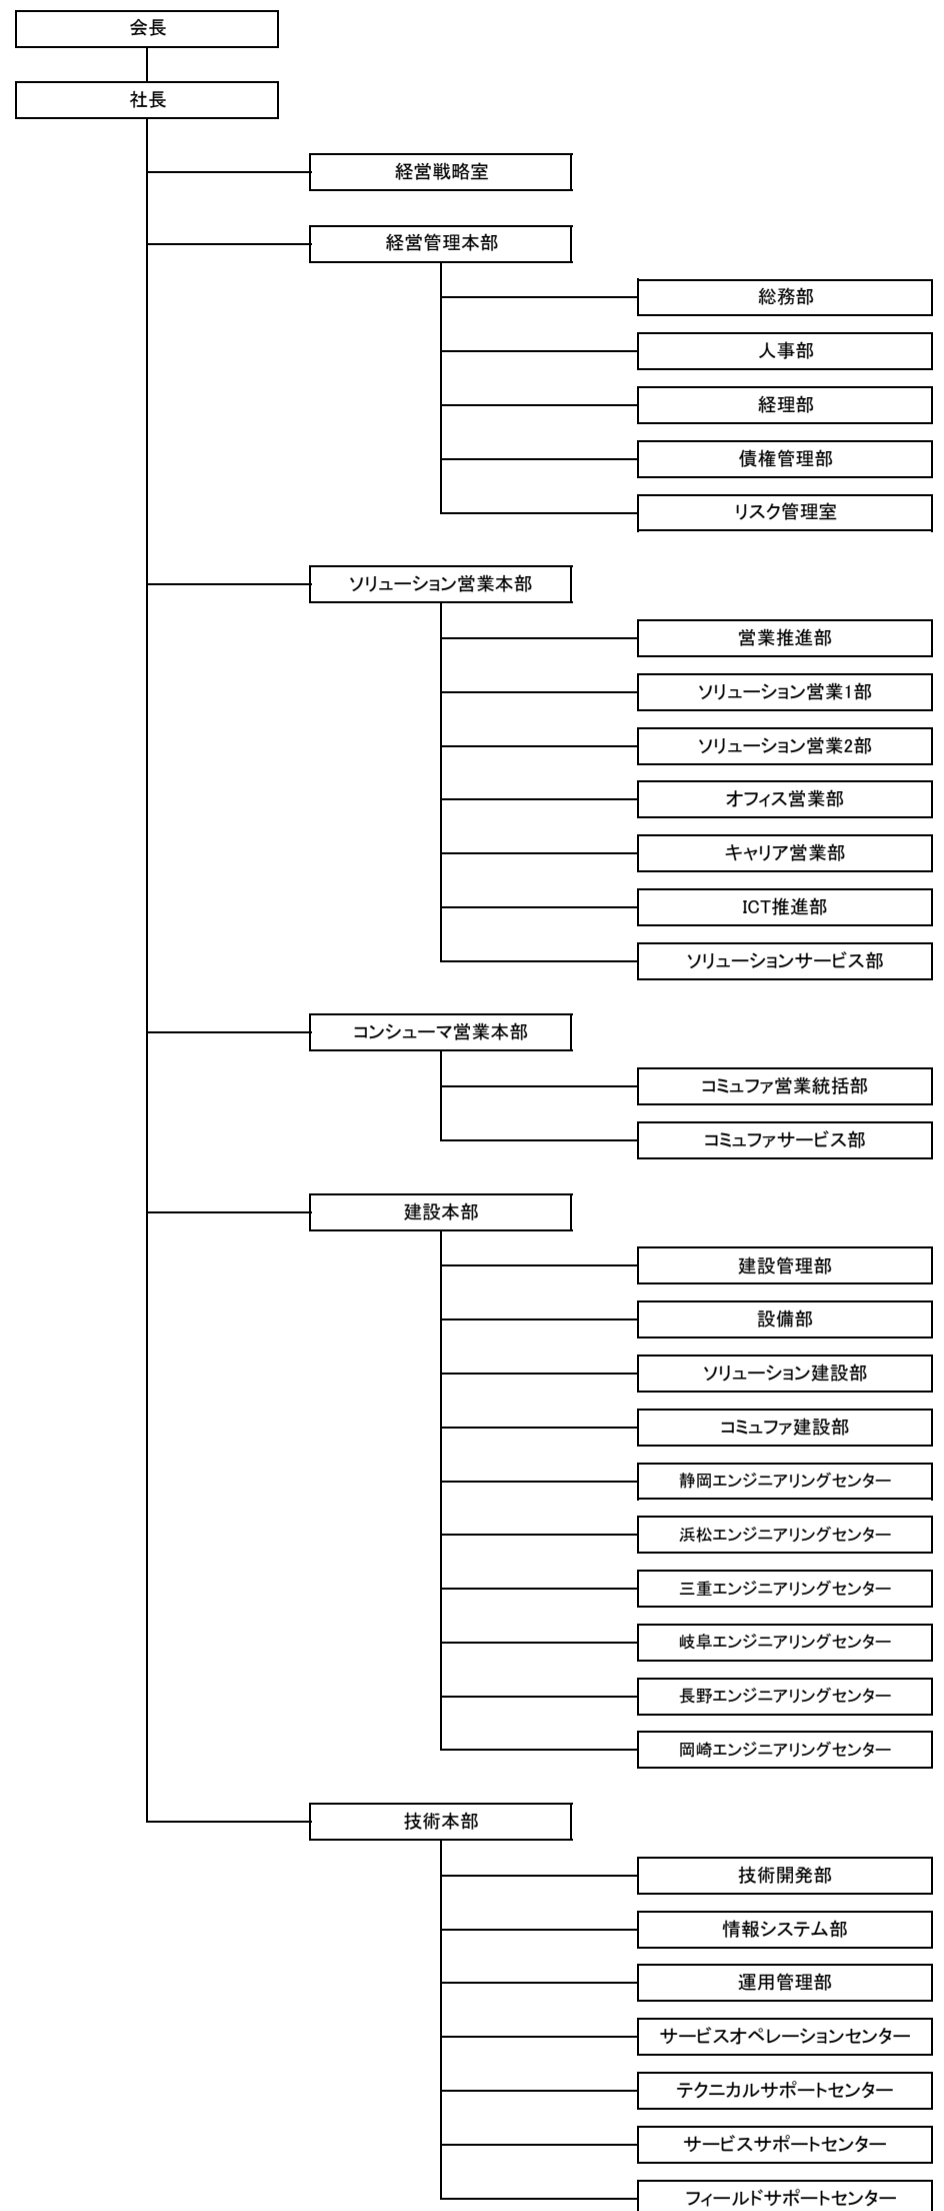 会長
社長
経営戦略室
経営管理本部
総務部
人事部
経理部
債権管理部
リスク管理室
ソリューション営業本部
営業推進部
ソリューション営業1部
ソリューション営業2部
オフィス営業部
キャリア営業部
ICT推進部
ソリューションサービス部
コンシューマ営業本部
コミュファ営業統括部
コミュファサービス部
建設本部
建設管理部
設備部
ソリューション建設部
コミュファ建設部
静岡エンジニアリングセンター
浜松エンジニアリングセンター
三重エンジニアリングセンター
岐阜エンジニアリングセンター
長野エンジニアリングセンター
岡崎エンジニアリングセンター
技術本部
技術開発部
情報システム部
運用管理部
サービスオペレーションセンター
テクニカルサポートセンター
サービスサポートセンター
フィールドサポートセンター